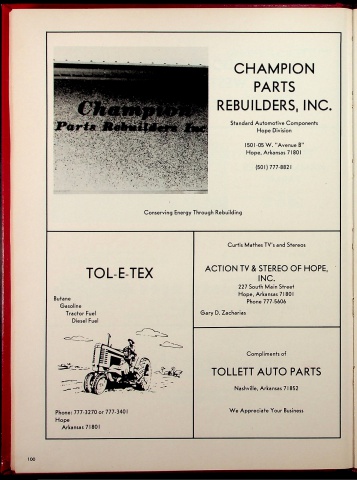 Champion
Parts Rebuilders Inc
CHAMPION
PARTS
REBUILDERS, INC.
Standard Automotive Components
Hope Division
1501-05 W. "Avenue B"
Hope, Arkansas 71801
(501) 777-8821
Conserving Energy Through Rebuilding
TOL-E-TEX
Butane
Gasoline
Tractor Fuel
Diesel Fuel
Phone: 777-3270 or 777-3401
Hope
Arkansas 71801
Curtis Mathes TV's and Stereos
ACTION TV & STEREO OF HOPE,
INC.
227 South Main Street
Hope, Arkansas 71801
Phone 777-5606
Gary D. Zacharias
Compliments of
TOLLETT AUTO PARTS
Nashville, Arkansas 71852
We Appreciate Your Business
100